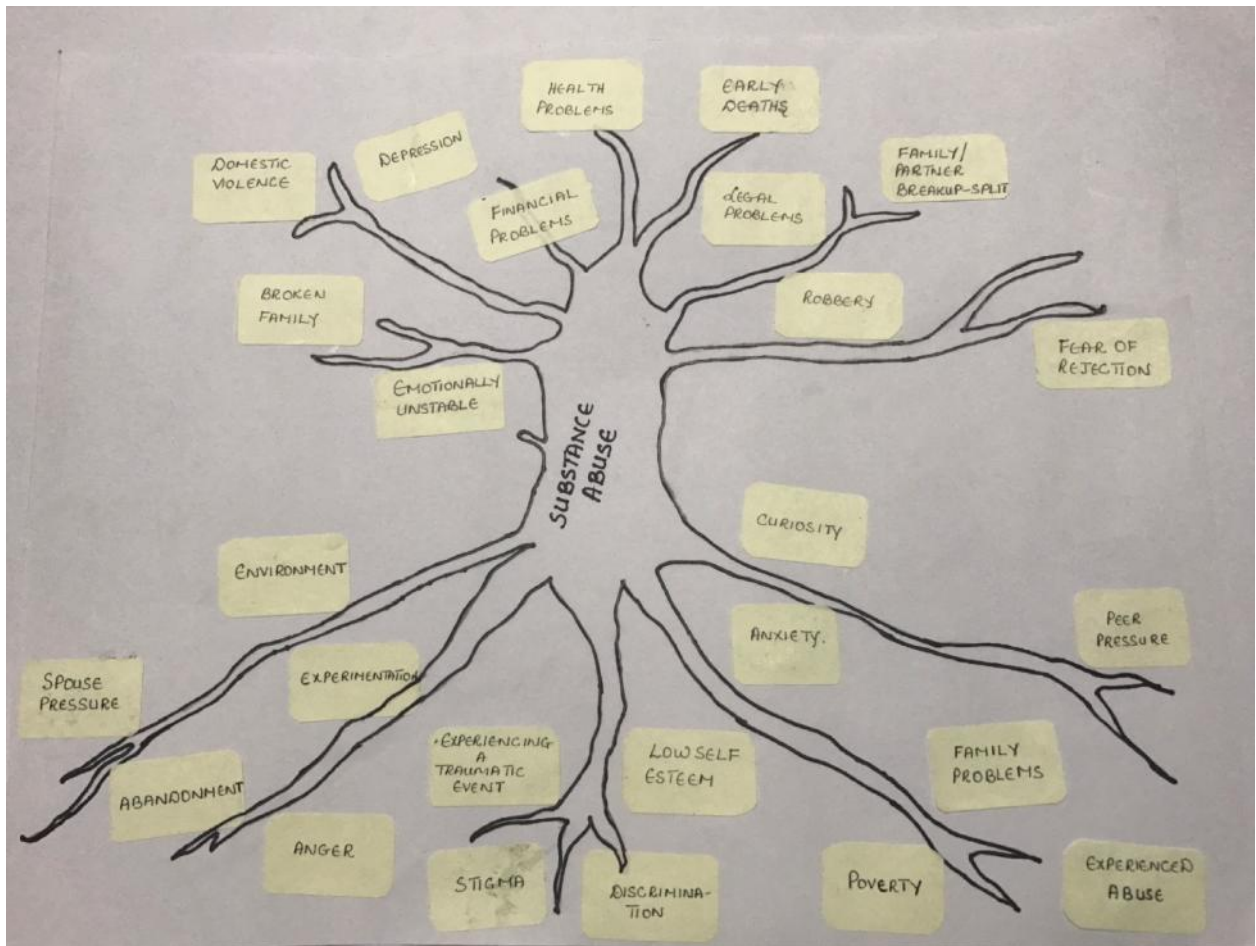 HEALTH
PROBLEMS
EARLY
DEATHS
DOMESTIC
VIOLENCE
DEPRESSION
FINANCIAL
PROBLEMS
LEGAL
PROBLEMS
FAMILY/
PARTNER
BREAKUP-SPLIT
BROKEN
FAMILY
ROBBERY
FEAR OF
REJECTION
EMOTIONALLY
UNSTABLE
SUBSTANCE
ABUSE
CURIOSITY
ENVIRONMENT
ANXIETY.
PEER
PRESSURE
SPOUSE
PRESSURE
EXPERIMENTATION
EXPERIENCING
A
TRAUMATIC
EVENT
LOW SELF
ESTEEM
FAMILY
PROBLEMS
ABANDONMENT
ANGER
STIGMA
DISCRIMINA-
TION
POVERTY
EXPERIENCED
ABUSE